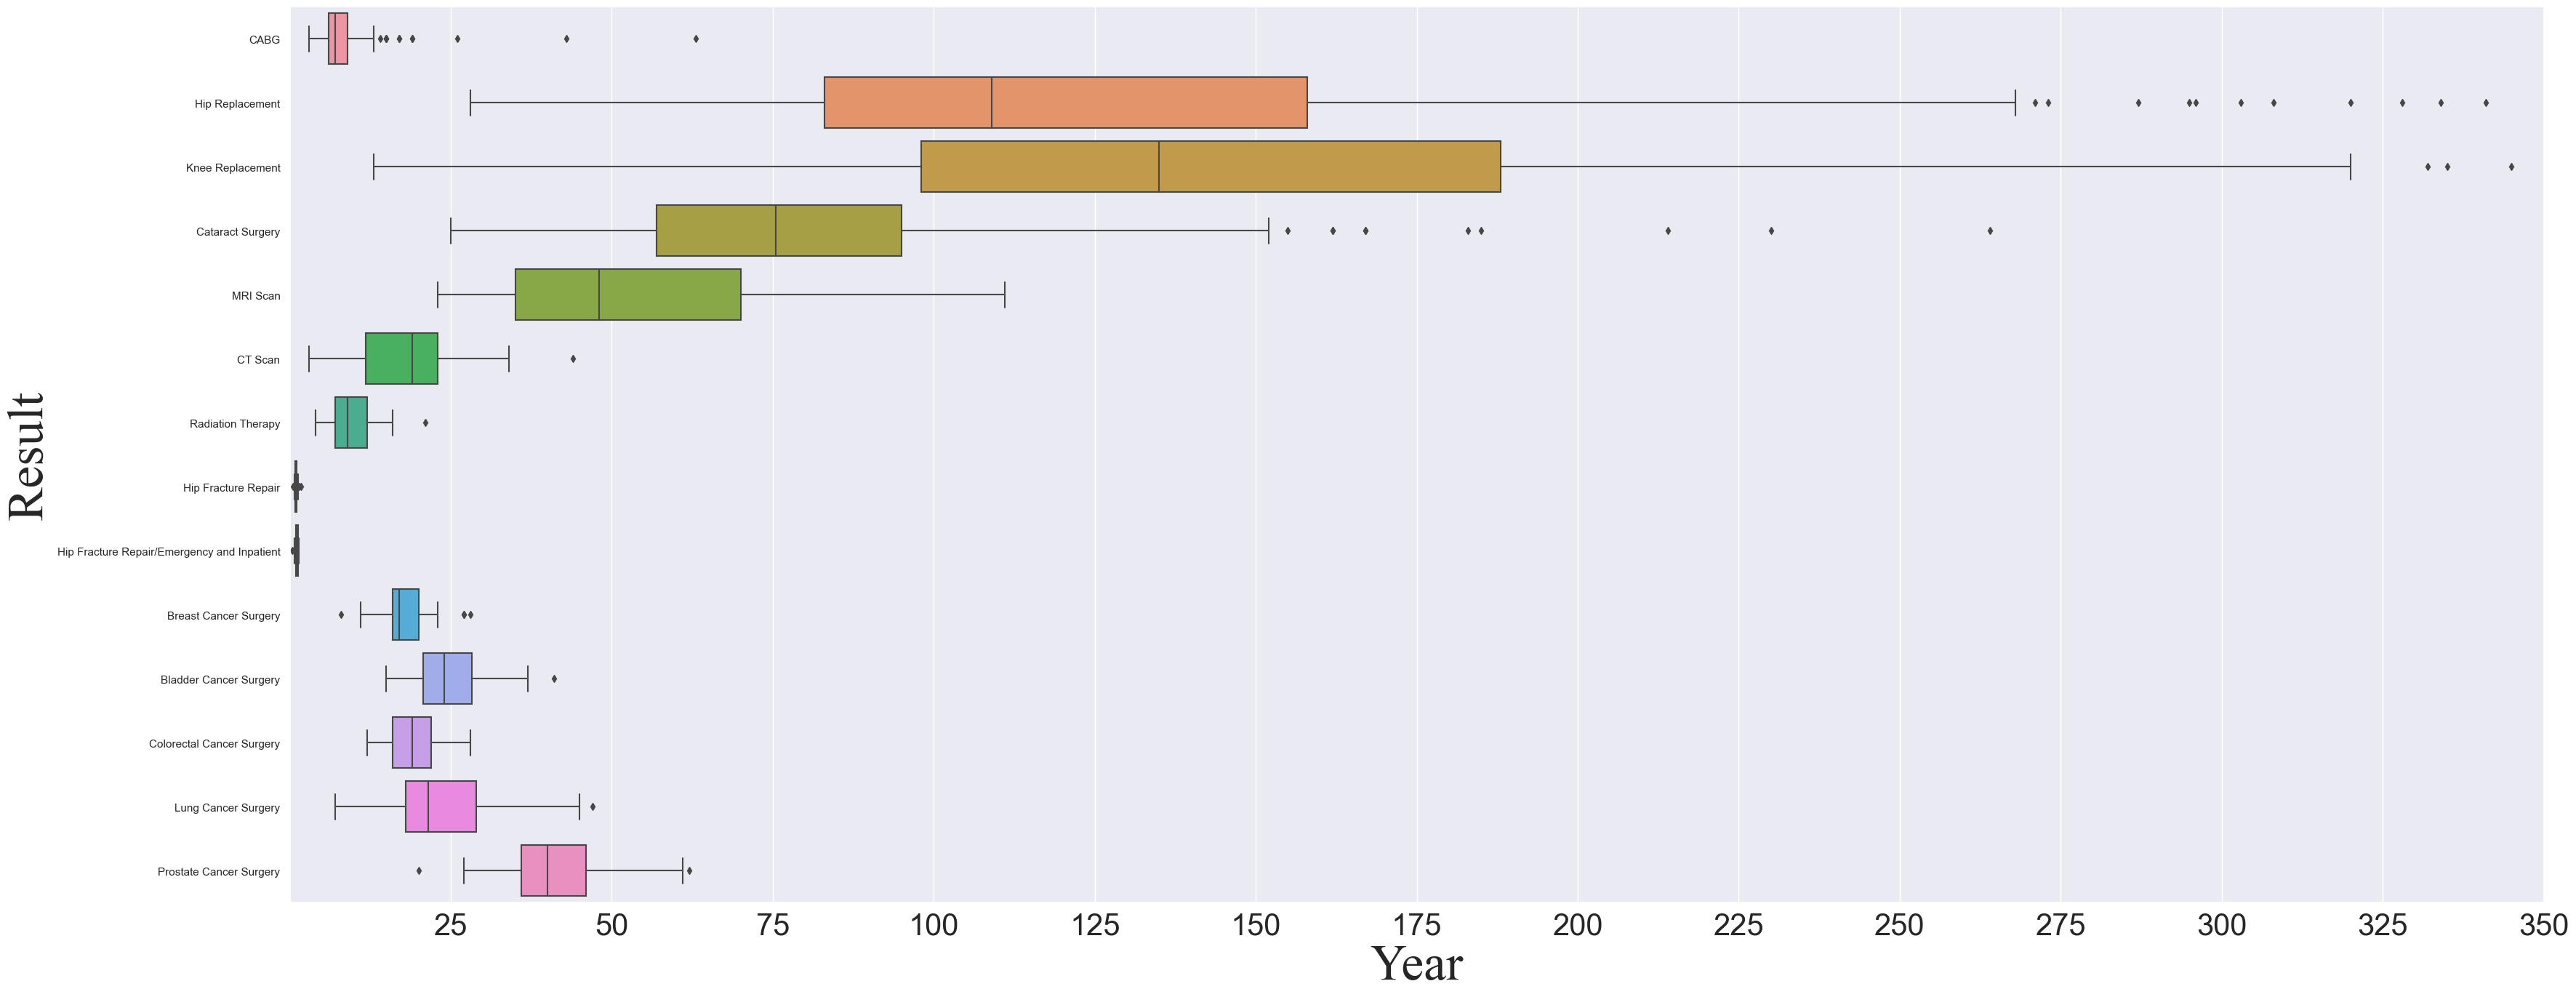 CABG
Hip Replacement
Knee Replacement
Cataract Surgery
MRI Scan
CT Scan
Radiation Therapy
Hip Fracture Repair
Hip Fracture Repair/Emergency and Inpatient
Breast Cancer Surgery
Bladder Cancer Surgery
Colorectal Cancer Surgery
Lung Cancer Surgery
Prostate Cancer Surgery
Result
25 50 75 100 125 150 175 200 225 250 275 300 325 350
Year